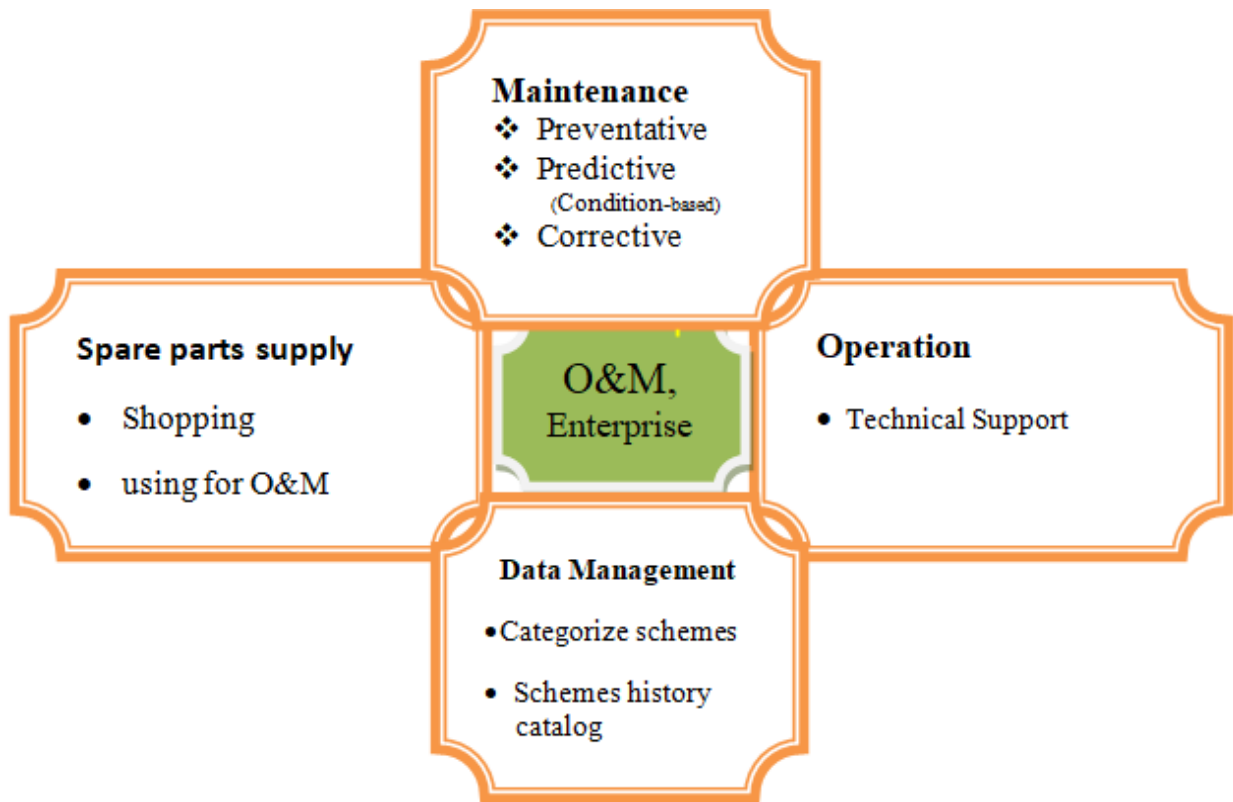 Maintenance
❖ Preventative
❖ Predictive
(Condition-based)
❖ Corrective
Spare parts supply
• Shopping
• using for O&M
O&M,
Enterprise
Operation
• Technical Support
Data Management
•Categorize schemes
• Schemes history
catalog